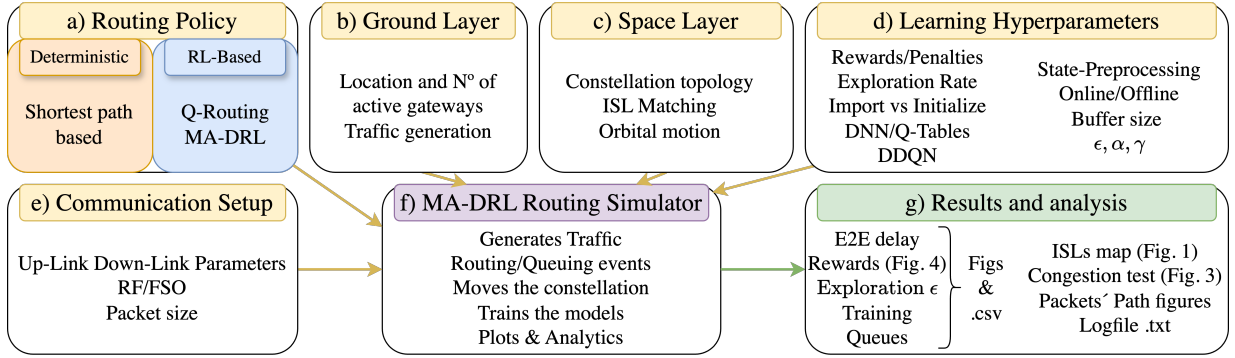 a) Routing Policy
Deterministic
Shortest path
based
RL-Based
Q-Routing
MA-DRL
b) Ground Layer
Location and Nº of
active gateways
Traffic generation
c) Space Layer
Constellation topology
ISL Matching
Orbital motion
d) Learning Hyperparameters
Rewards/Penalties
Exploration Rate
Import vs Initialize
DNN/Q-Tables
DDQN
State-Preprocessing
Online/Offline
Buffer size
ϵ, α, γ
e) Communication Setup
Up-Link Down-Link Parameters
RF/FSO
Packet size
f) MA-DRL Routing Simulator
Generates Traffic
Routing/Queuing events
Moves the constellation
Trains the models
Plots & Analytics
g) Results and analysis
E2E delay
Rewards (Fig. 4)
Exploration ϵ
Training
Queues
Figs
&
.csv
ISLs map (Fig. 1)
Congestion test (Fig. 3)
Packets´ Path figures
Logfile .txt